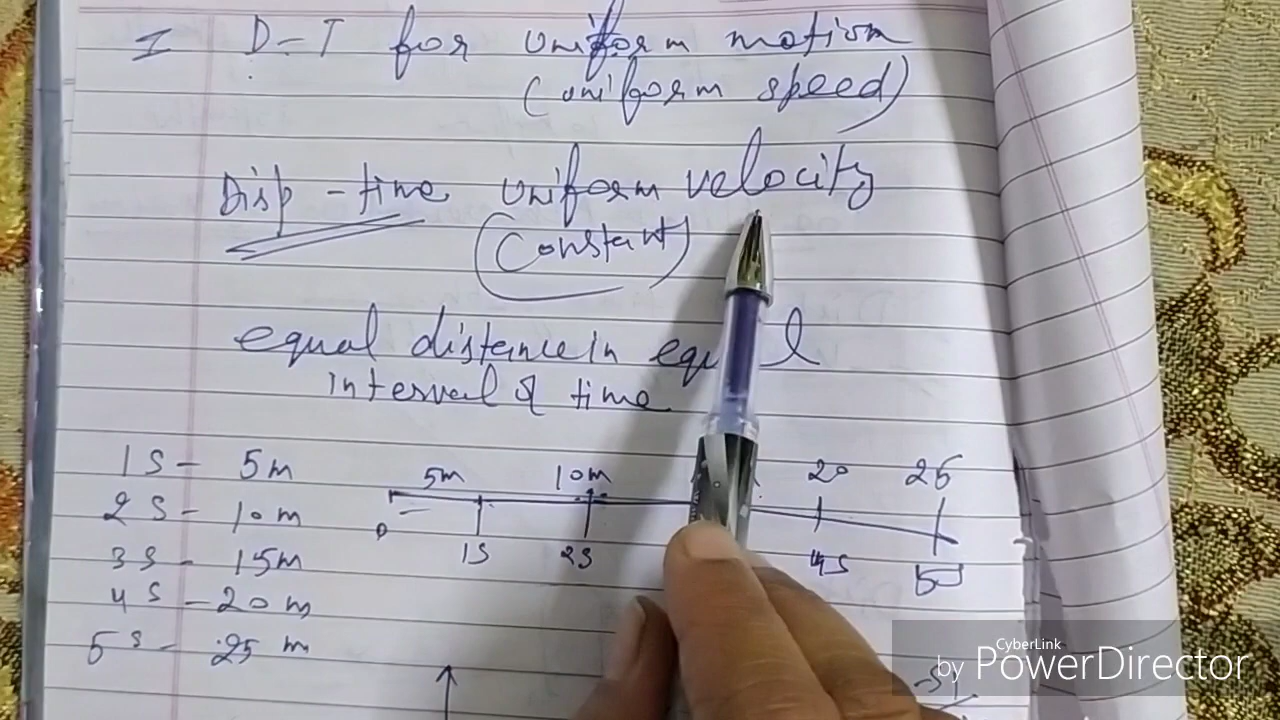 I D-T for uniform motion
(uniform speed)
Disp - time uniform velocity
(Constant)
equal distance in equal
interval of time
1S - 5m
2S - 10m
3S - 15m
4S - 20m
5S - 25m
5m 10m 20 25
0 1S 2S 4S 5S
CyberLink
by PowerDirector